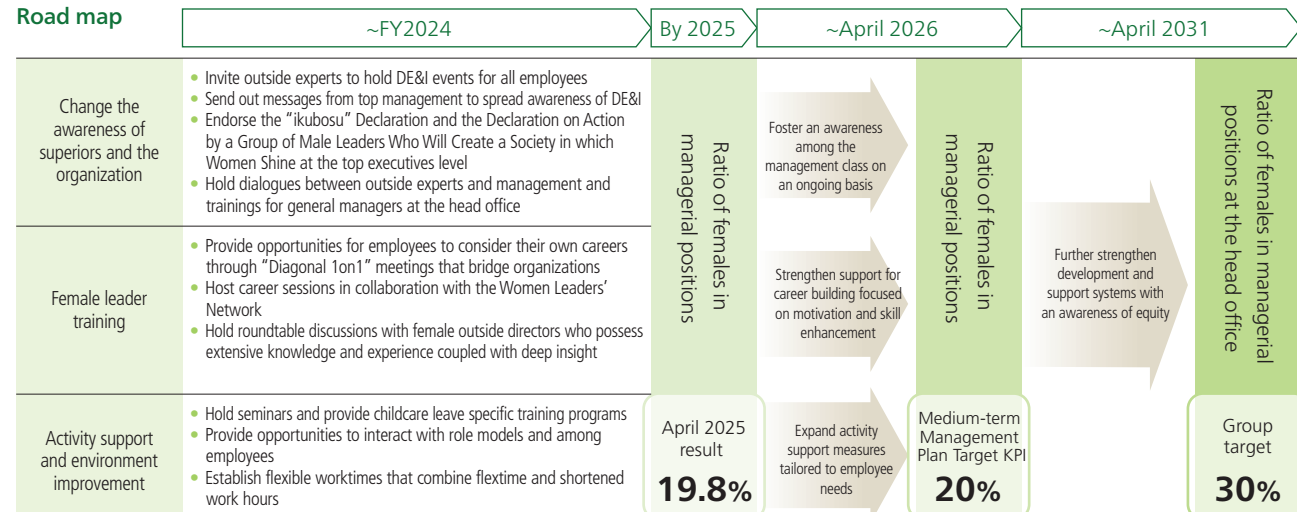 Road map
~FY2024
By 2025
~April 2026
~April 2031
Change the
awareness of
superiors and the
organization
• Invite outside experts to hold DE&I events for all employees
• Send out messages from top management to spread awareness of DE&I
• Endorse the “ikubosu” Declaration and the Declaration on Action
by a Group of Male Leaders Who Will Create a Society in which
Women Shine at the top executives level
• Hold dialogues between outside experts and management and
trainings for general managers at the head office
Female leader
training
• Provide opportunities for employees to consider their own careers
through “Diagonal 1on1” meetings that bridge organizations
• Host career sessions in collaboration with the Women Leaders’
Network
• Hold roundtable discussions with female outside directors who possess
extensive knowledge and experience coupled with deep insight
Activity support
and environment
improvement
• Hold seminars and provide childcare leave specific training programs
• Provide opportunities to interact with role models and among
employees
• Establish flexible worktimes that combine flextime and shortened
work hours
Ratio of females in
managerial positions
April 2025
result
19.8%
Foster an awareness
among the
management class on
an ongoing basis
Strengthen support for
career building focused
on motivation and skill
enhancement
Expand activity
support measures
tailored to employee
needs
Ratio of females in
managerial positions
Medium-term
Management
Plan Target KPI
20%
Further strengthen
development and
support systems with
an awareness of equity
Ratio of females in managerial
positions at the head office
Group
target
30%